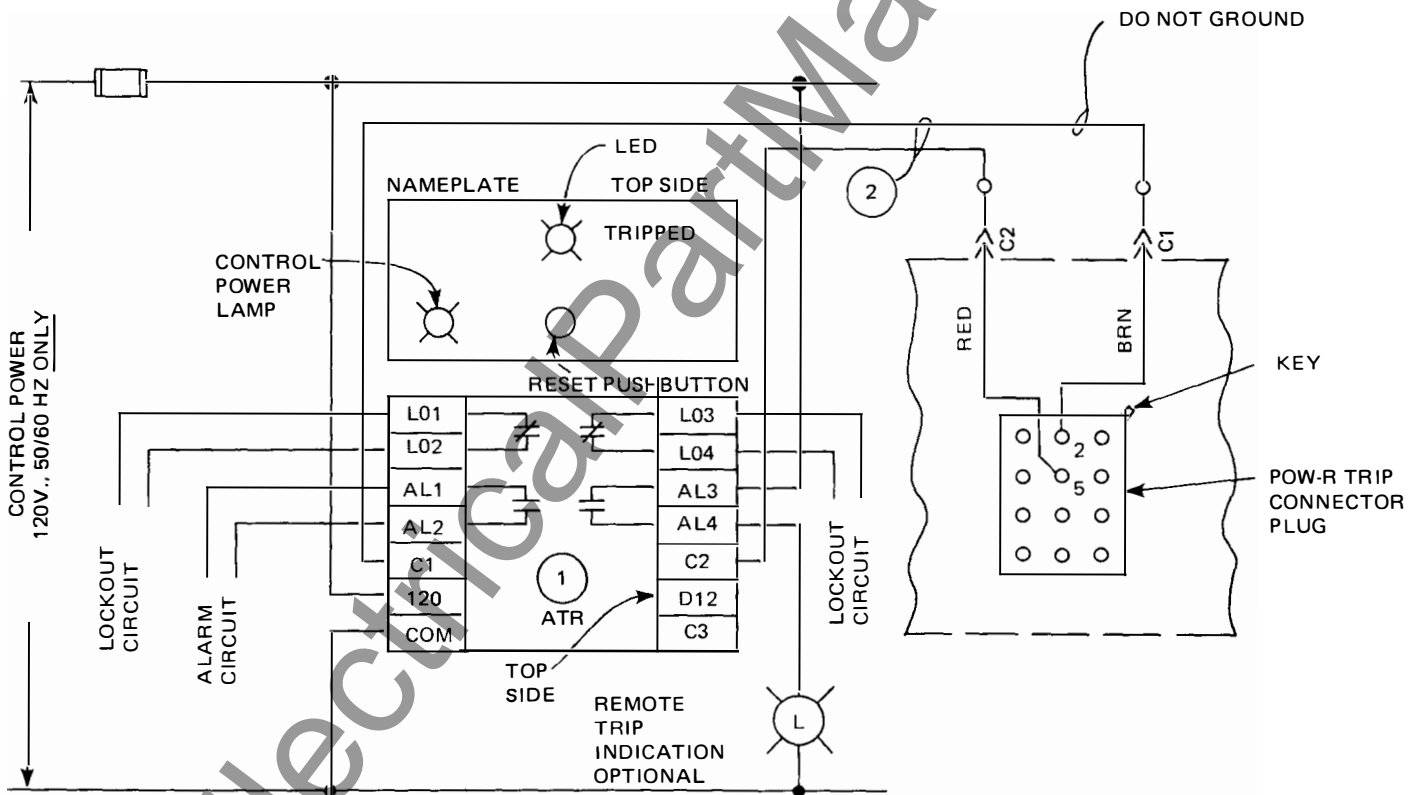 DO NOT GROUND
LED
NAMEPLATE TOP SIDE
TRIPPED
2
CONTROL
POWER
LAMP
C2
C1
RED
BRN
CONTROL POWER
120V., 50/60 HZ ONLY
KEY
RESET PUSHBUTTON
L01
L03
L02
L04
2
5
AL1
AL3
POW-R TRIP
CONNECTOR
PLUG
AL2
AL4
C1
C2
1
ATR
120
D12
COM
C3
LOCKOUT
CIRCUIT
ALARM
CIRCUIT
LOCKOUT
CIRCUIT
TOP
SIDE
REMOTE
TRIP
INDICATION
OPTIONAL
L
lectricalPartMa